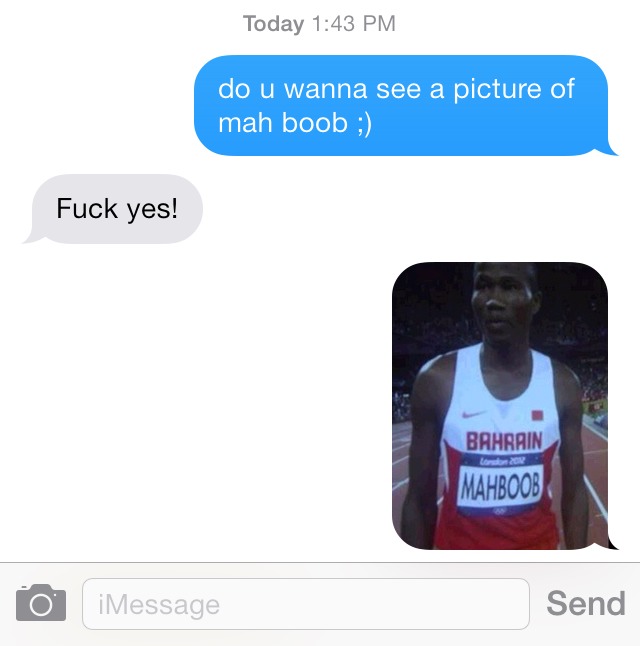 Today 1:43 PM
do u wanna see a picture of
mah boob ;)
Fuck yes!
BAHRAIN
London 2012
MAHBOOB
iMessage
Send